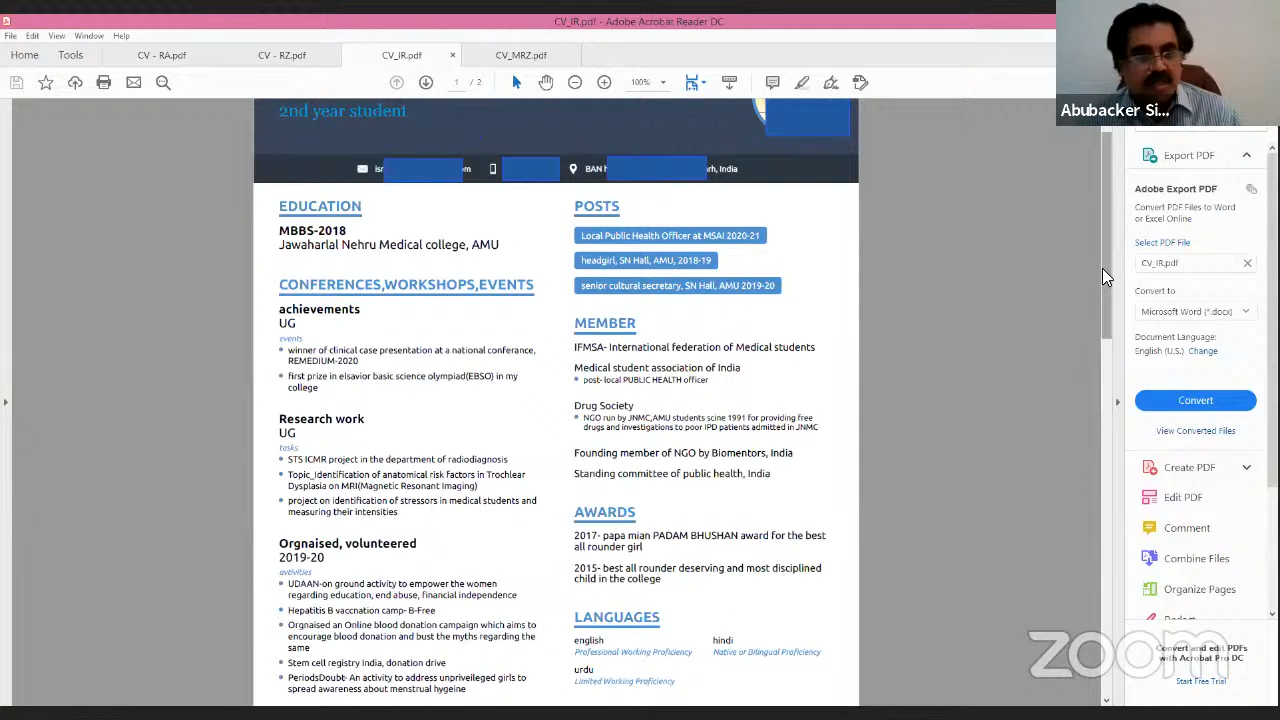 CV_IR.pdf - Adobe Acrobat Reader DC
File Edit View Window Help
Home Tools CV - RA.pdf CV - RZ.pdf CV_IR.pdf × CV_MRZ.pdf
1 / 2 100%
Abubacker Si...
2nd year student
isr m BAN h rh, India
EDUCATION
MBBS-2018
Jawaharlal Nehru Medical college, AMU
CONFERENCES,WORKSHOPS,EVENTS
achievements
UG
events
winner of clinical case presentation at a national conferance,
REMEDIUM-2020
first prize in elsavior basic science olympiad(EBSO) in my
college
Research work
UG
tasks
STS ICMR project in the department of radiodiagnosis
Topic_Identification of anatomical risk factors in Trochlear
Dysplasia on MRI(Magnetic Resonant Imaging)
project on identification of stressors in medical students and
measuring their intensities
Orgnaised, volunteered
2019-20
avtivities
UDAAN-on ground activity to empower the women
regarding education, end abuse, financial independence
Hepatitis B vaccnation camp- B-Free
Orgnaised an Online blood donation campaign which aims to
encourage blood donation and bust the myths regarding the
same
Stem cell registry India, donation drive
PeriodsDoubt- An activity to address unpriveileged girls to
spread awareness about menstrual hygeine
POSTS
Local Public Health Officer at MSAI 2020-21
headgirl, SN Hall, AMU, 2018-19
senior cultural secretary, SN Hall, AMU 2019-20
MEMBER
IFMSA- International federation of Medical students
Medical student association of India
post- local PUBLIC HEALTH officer
Drug Society
NGO run by JNMC,AMU students scine 1991 for providing free
drugs and investigations to poor IPD patients admitted in JNMC
Founding member of NGO by Biomentors, India
Standing committee of public health, India
AWARDS
2017- papa mian PADAM BHUSHAN award for the best
all rounder girl
2015- best all rounder deserving and most disciplined
child in the college
LANGUAGES
english hindi
Professional Working Proficiency Native or Bilingual Proficiency
urdu
Limited Working Proficiency
Export PDF
Adobe Export PDF
Convert PDF Files to Word
or Excel Online
Select PDF File
CV_IR.pdf ×
Convert to
Microsoft Word (*.docx)
Document Language:
English (U.S.) Change
Convert
View Converted Files
Create PDF
Edit PDF
Comment
Combine Files
Organize Pages
Redact
Convert and edit PDFs
with Acrobat Pro DC
Start Free Trial
zoom